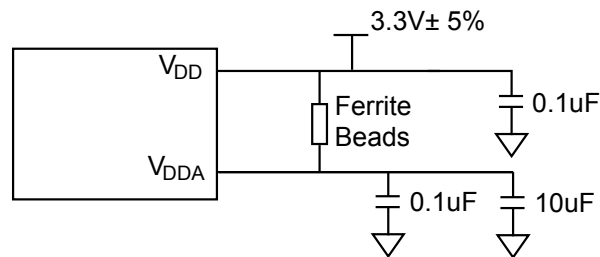 3.3V± 5%
VDD
Ferrite
Beads
0.1uF
VDDA
0.1uF
10uF